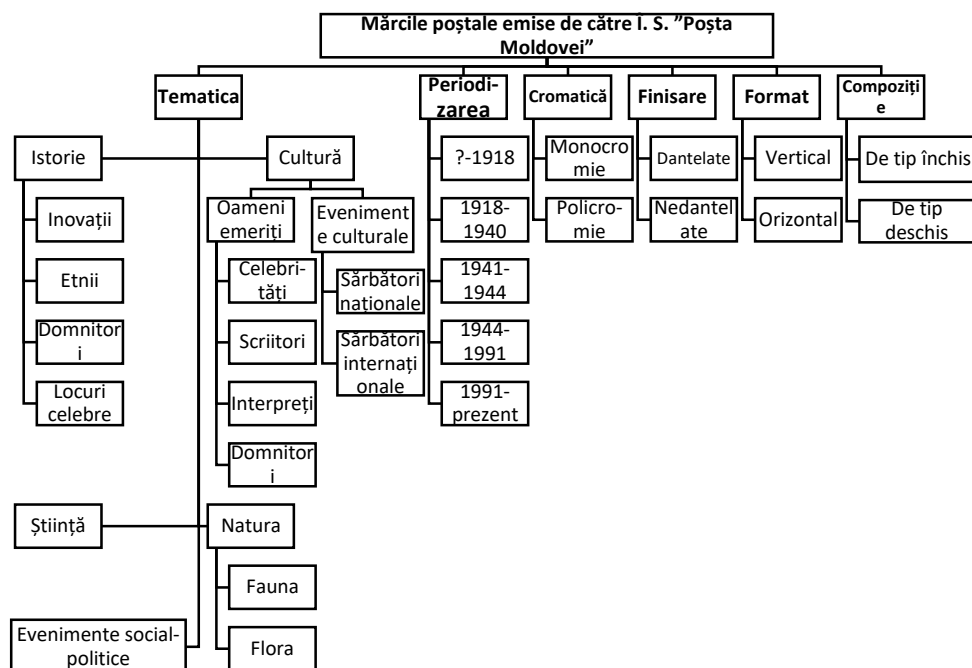 Mărcile poștale emise de către Î. S. ”Poșta
Moldovei”
Tematica
Periodi-
zarea
Cromatică
Finisare
Format
Compoziți
e
Istorie
Cultură
?-1918
Monocro
mie
Dantelate
Vertical
De tip închis
Inovații
Oameni
emeriți
Eveniment
e culturale
1918-
1940
Policro-
mie
Nedantel
ate
Orizontal
De tip
deschis
Etnii
Celebri-
tăți
Sărbători
naționale
1941-
1944
Domnitor
i
Scriitori
Sărbători
internați
onale
1944-
1991
Locuri
celebre
Interpreți
1991-
prezent
Domnitor
i
Știință
Natura
Fauna
Evenimente social-
politice
Flora